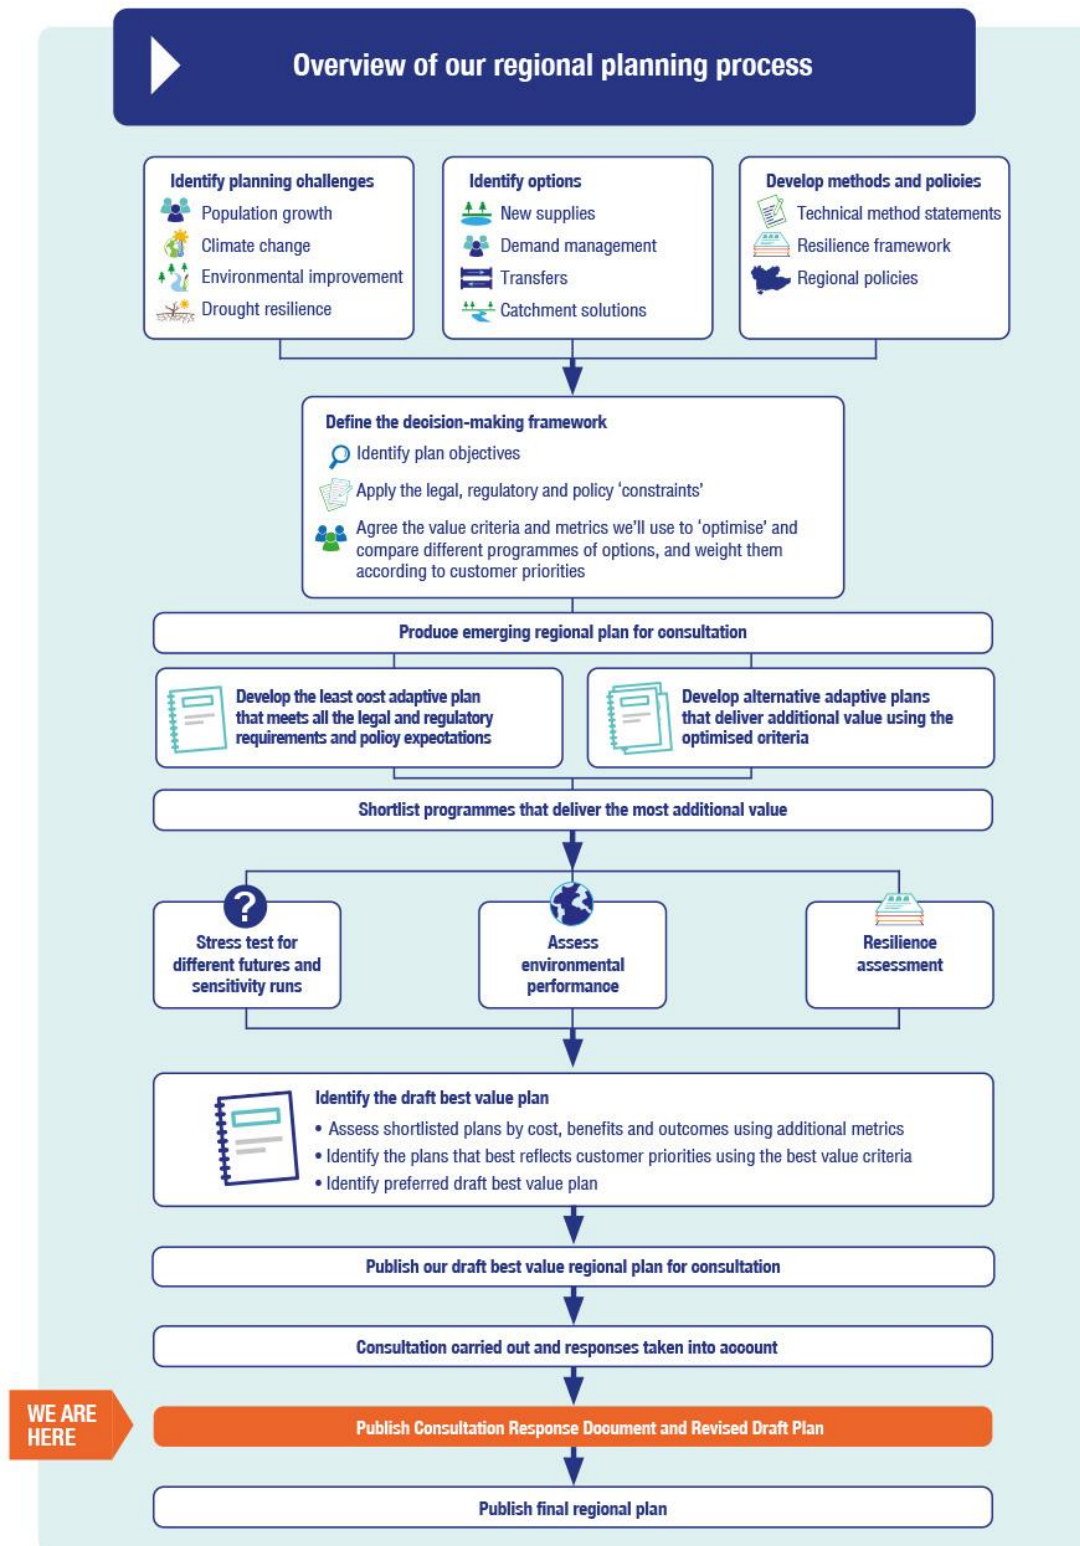 Overview of our regional planning process
Identify planning challenges
Population growth
Climate change
Environmental improvement
Drought resilience
Identify options
New supplies
Demand management
Transfers
Catchment solutions
Develop methods and policies
Technical method statements
Resilience framework
Regional policies
Define the decision-making framework
Identify plan objectives
Apply the legal, regulatory and policy ‘constraints’
Agree the value criteria and metrics we’ll use to ‘optimise’ and
compare different programmes of options, and weight them
according to customer priorities
Produce emerging regional plan for consultation
Develop the least cost adaptive plan
that meets all the legal and regulatory
requirements and policy expectations
Develop alternative adaptive plans
that deliver additional value using the
optimised criteria
Shortlist programmes that deliver the most additional value
?
Stress test for
different futures and
sensitivity runs
Assess
environmental
performance
Resilience
assessment
Identify the draft best value plan
• Assess shortlisted plans by cost, benefits and outcomes using additional metrics
• Identify the plans that best reflects customer priorities using the best value criteria
• Identify preferred draft best value plan
Publish our draft best value regional plan for consultation
Consultation carried out and responses taken into account
WE ARE
HERE
Publish Consultation Response Document and Revised Draft Plan
Publish final regional plan